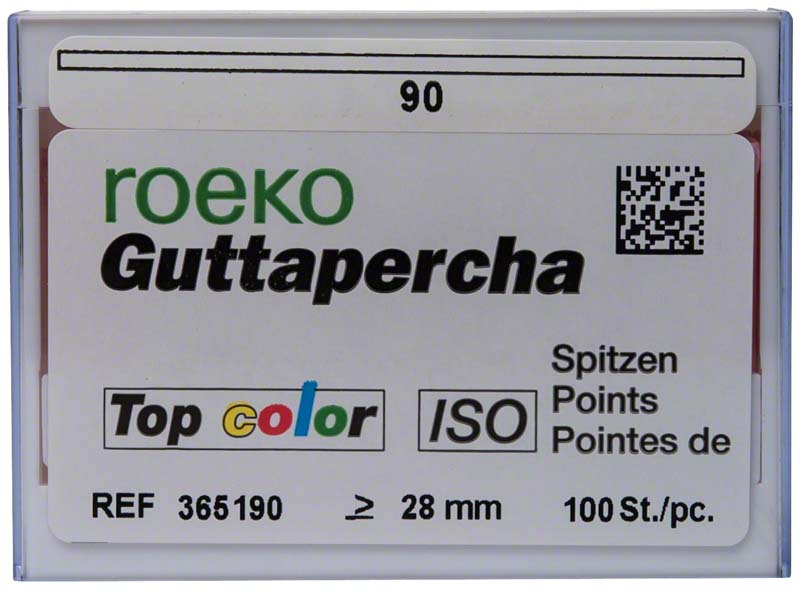 90
roeko
Guttapercha
Top color
ISO
Spitzen
Points
Pointes de
REF 365190 ≥ 28 mm 100 St./pc.